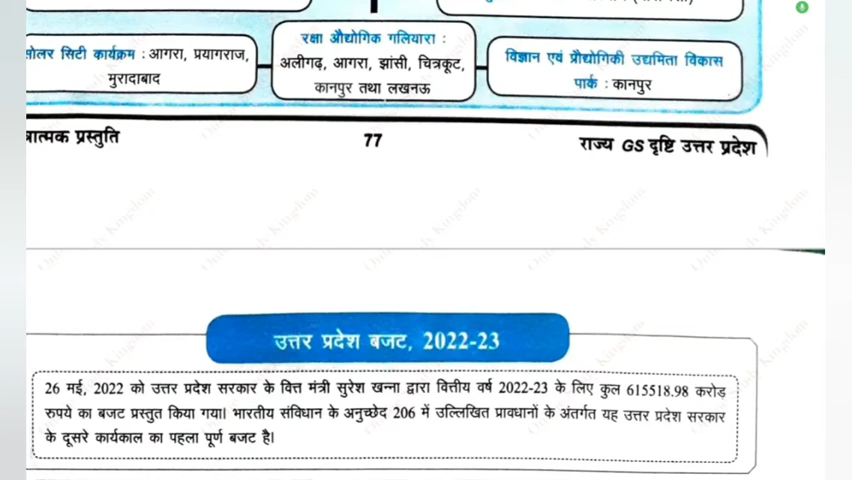 सोलर सिटी कार्यक्रम : आगरा, प्रयागराज,
मुरादाबाद
रक्षा औद्योगिक गलियारा :
अलीगढ़, आगरा, झांसी, चित्रकूट,
कानपुर तथा लखनऊ
विज्ञान एवं प्रौद्योगिकी उद्यमिता विकास
पार्क : कानपुर
त्रात्मक प्रस्तुति
77
राज्य GS दृष्टि उत्तर प्रदेश
उत्तर प्रदेश बजट, 2022-23
26 मई, 2022 को उत्तर प्रदेश सरकार के वित्त मंत्री सुरेश खन्ना द्वारा वित्तीय वर्ष 2022-23 के लिए कुल 615518.98 करोड़
रुपये का बजट प्रस्तुत किया गया। भारतीय संविधान के अनुच्छेद 206 में उल्लिखित प्रावधानों के अंतर्गत यह उत्तर प्रदेश सरकार
के दूसरे कार्यकाल का पहला पूर्ण बजट है।